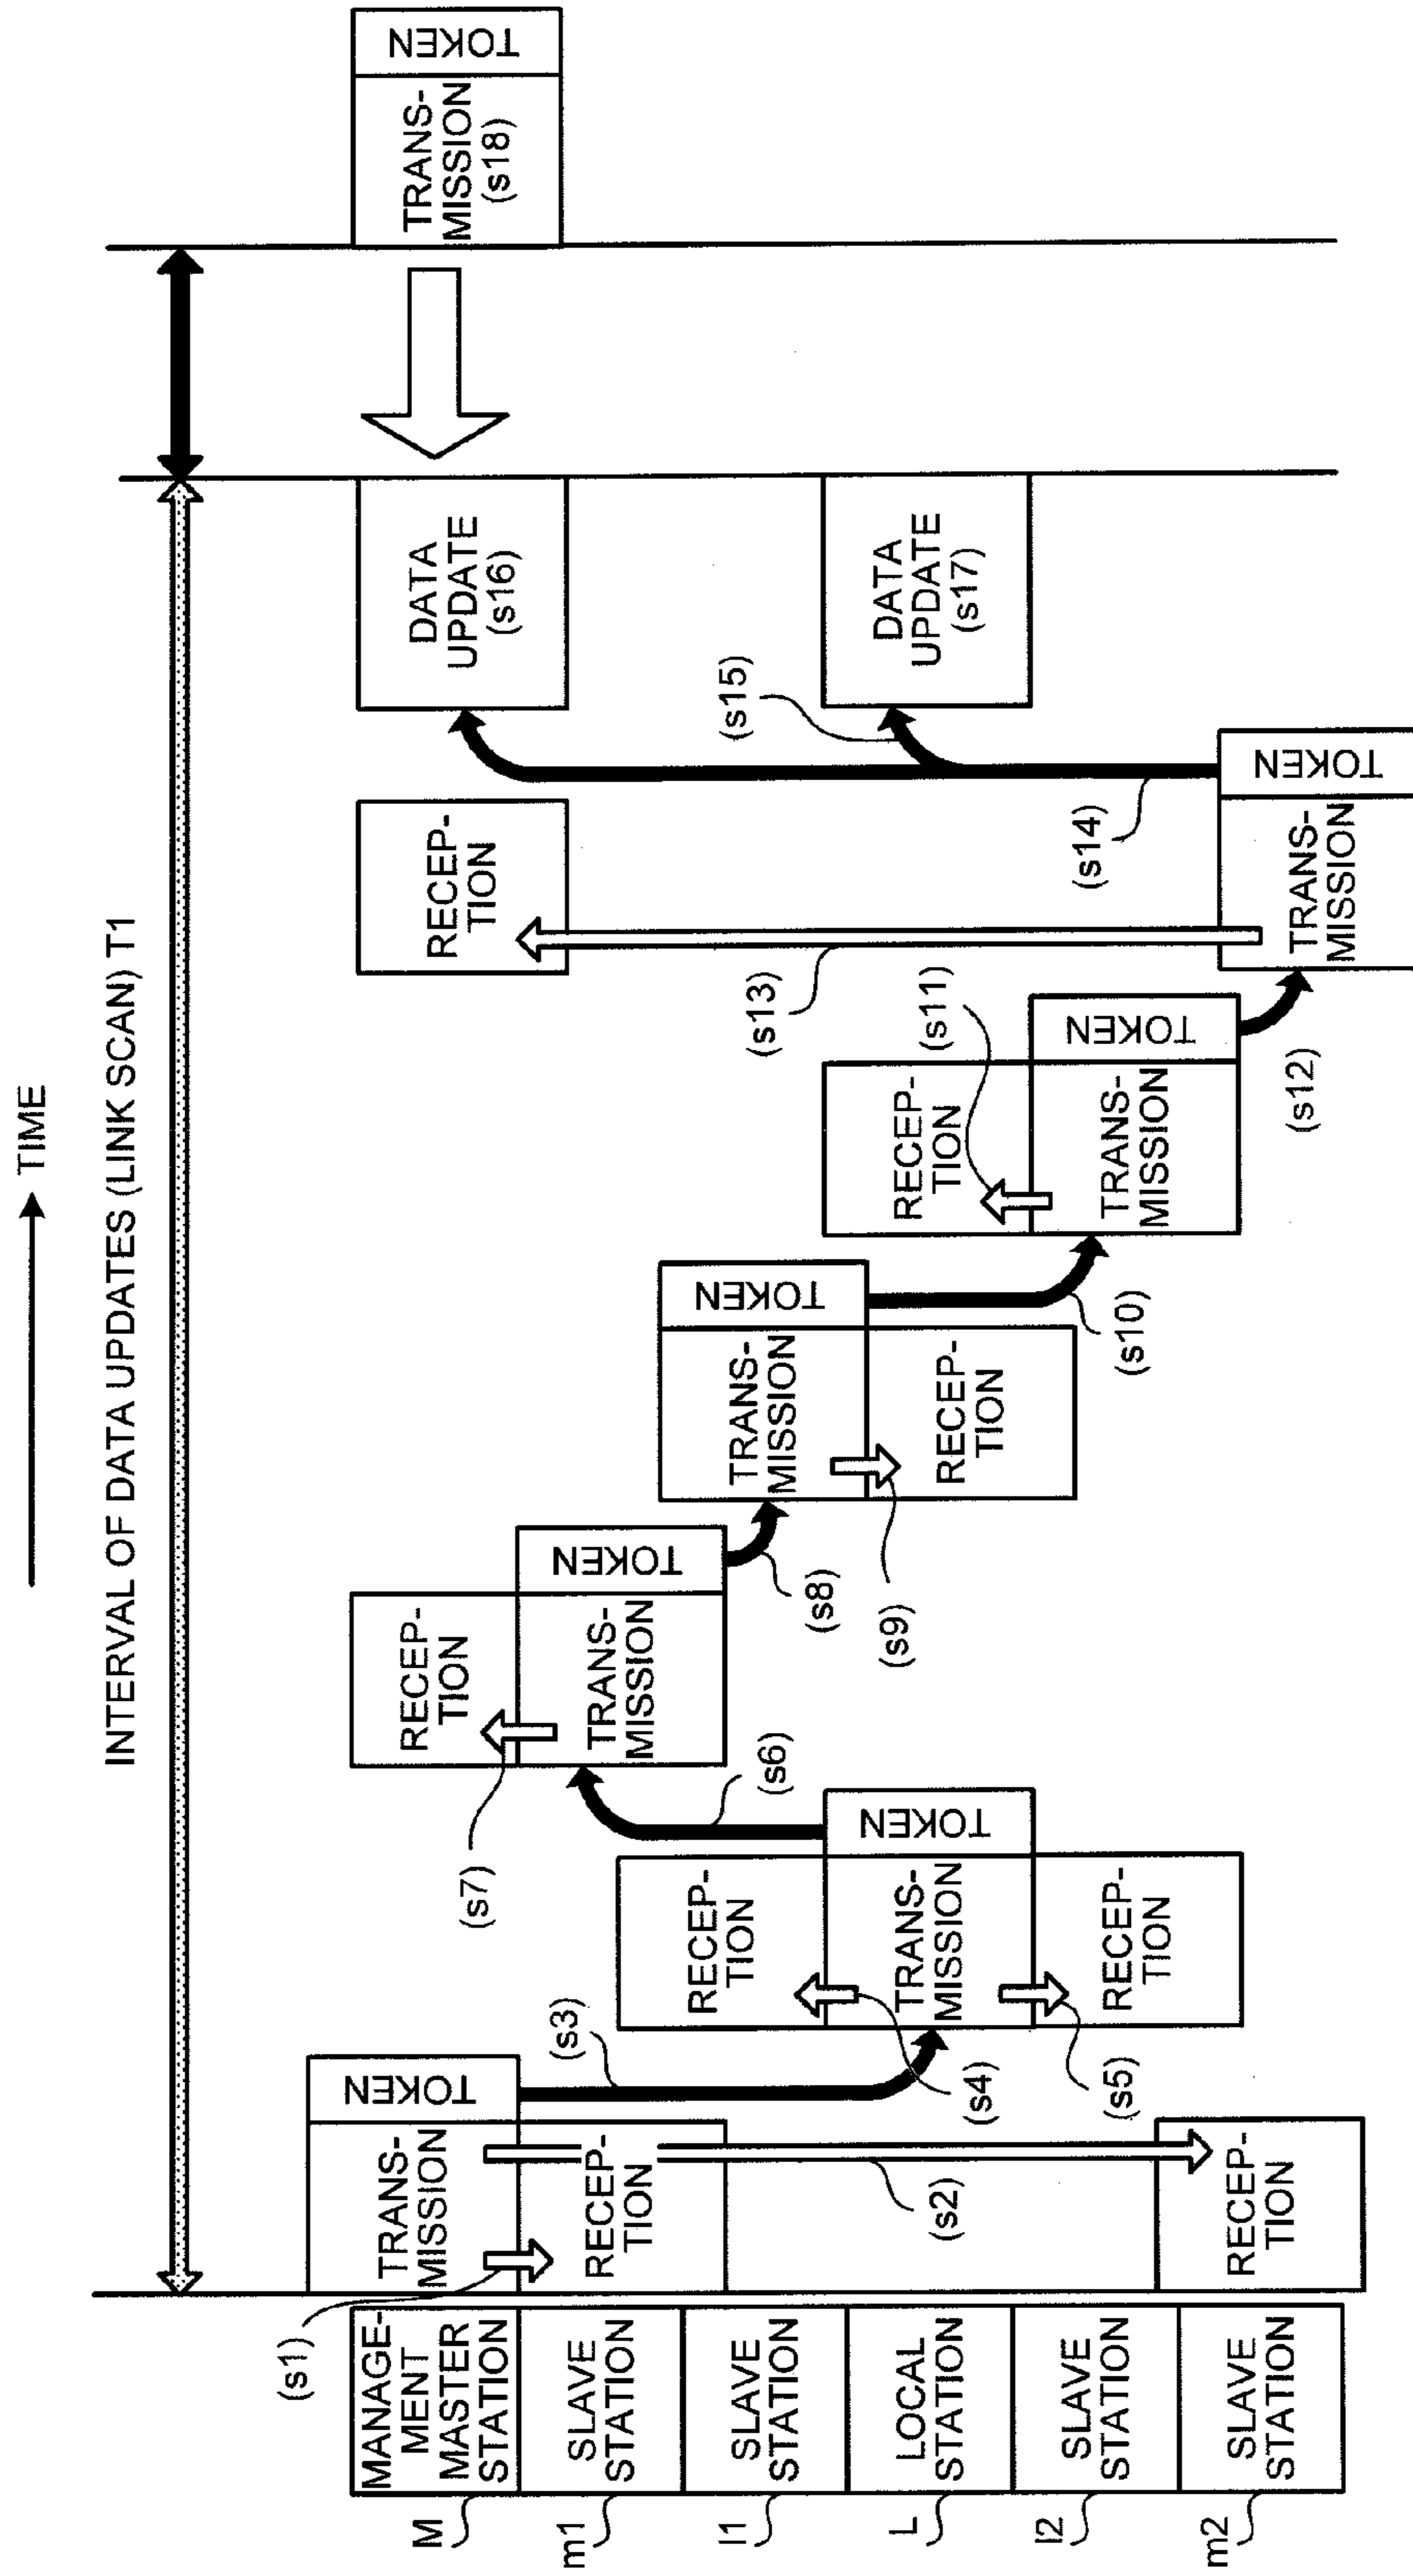 TIME
INTERVAL OF DATA UPDATES (LINK SCAN) T1
M
MANAGE-
MENT
MASTER
STATION
m1
SLAVE
STATION
l1
SLAVE
STATION
L
LOCAL
STATION
l2
SLAVE
STATION
m2
SLAVE
STATION
(s1)
TRANS-
MISSION
TOKEN
RECEP-
TION
(s2)
RECEP-
TION
(s3)
RECEP-
TION
(s4)
TRANS-
MISSION
TOKEN
(s5)
RECEP-
TION
(s6)
(s7)
RECEP-
TION
TRANS-
MISSION
TOKEN
(s8)
TRANS-
MISSION
TOKEN
(s9)
RECEP-
TION
(s10)
RECEP-
TION
(s11)
TRANS-
MISSION
TOKEN
(s12)
RECEP-
TION
(s13)
TRANS-
MISSION
TOKEN
(s14)
(s15)
DATA
UPDATE
(s16)
DATA
UPDATE
(s17)
TRANS-
MISSION
(s18)
TOKEN